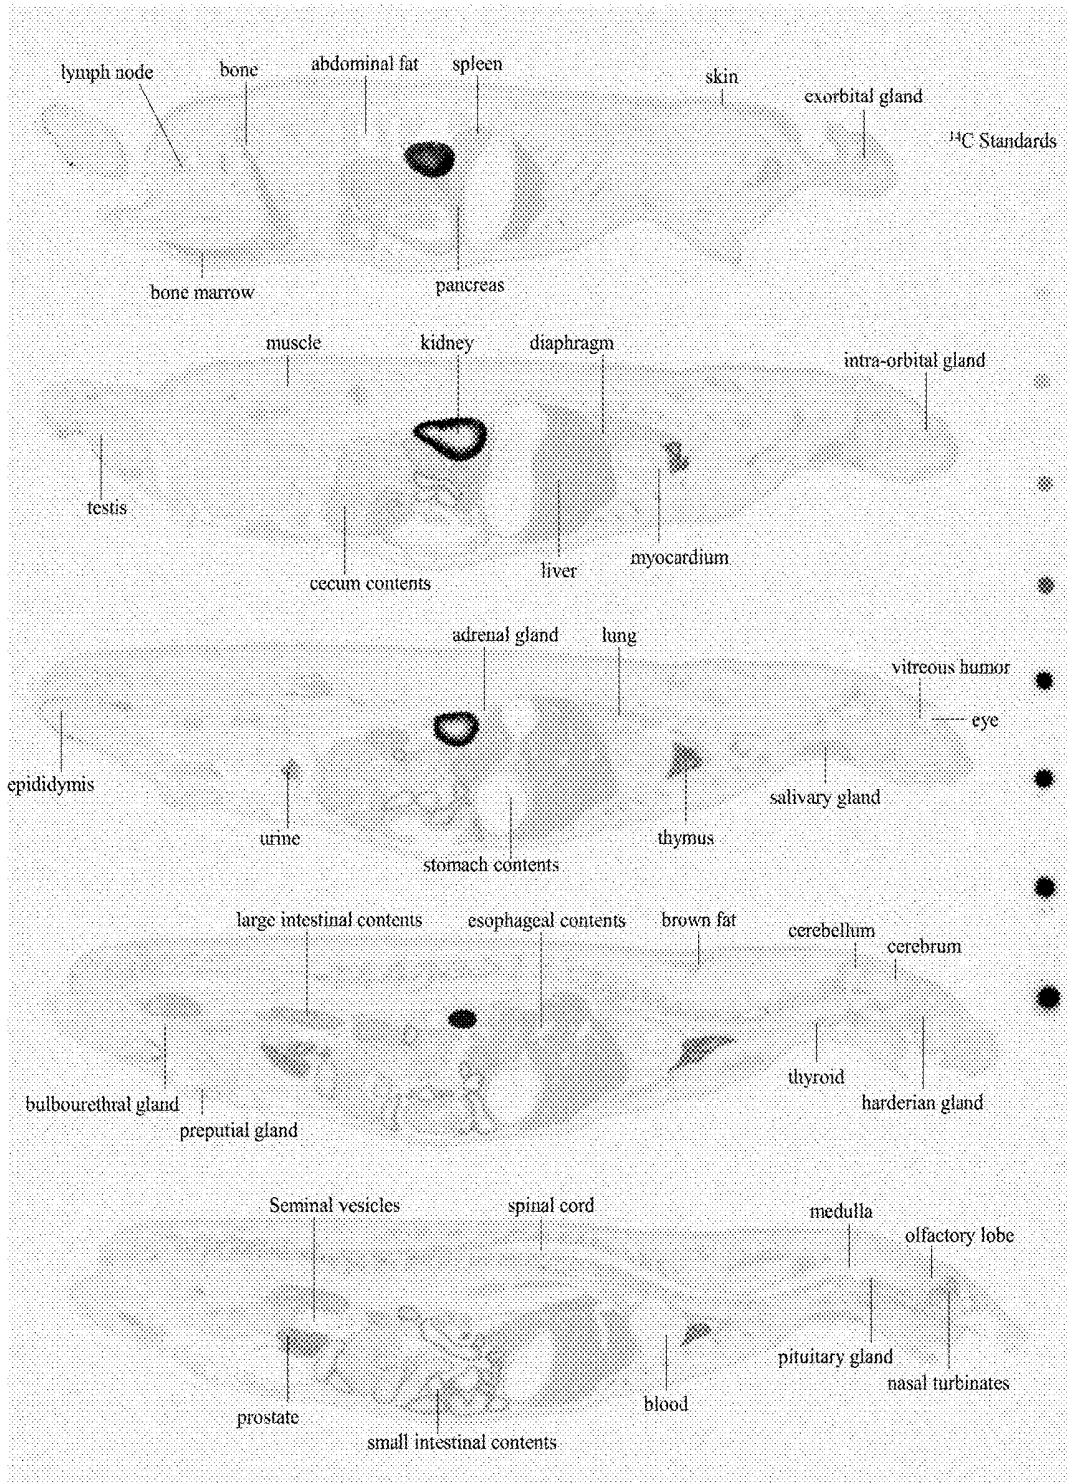 lymph node
bone
abdominal fat
spleen
skin
exorbital gland
¹⁴C Standards
bone marrow
pancreas
muscle
kidney
diaphragm
intra-orbital gland
testis
cecum contents
liver
myocardium
adrenal gland
lung
vitreous humor
eye
epididymis
urine
stomach contents
thymus
salivary gland
large intestinal contents
esophageal contents
brown fat
cerebellum
cerebrum
bulbourethral gland
preputial gland
thyroid
harderian gland
Seminal vesicles
spinal cord
medulla
olfactory lobe
prostate
small intestinal contents
blood
pituitary gland
nasal turbinates